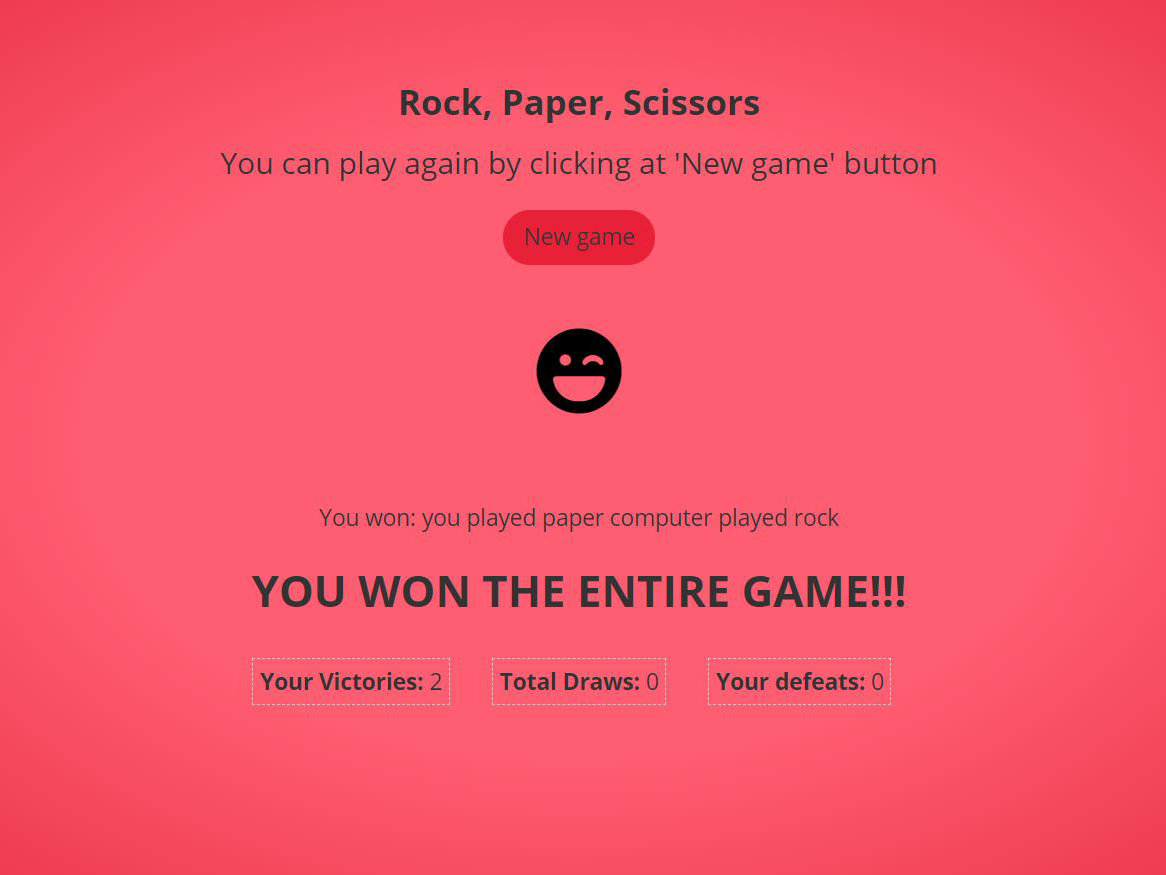 Rock, Paper, Scissors
You can play again by clicking at 'New game' button
New game
You won: you played paper computer played rock
YOU WON THE ENTIRE GAME!!!
Your Victories: 2 Total Draws: 0 Your defeats: 0